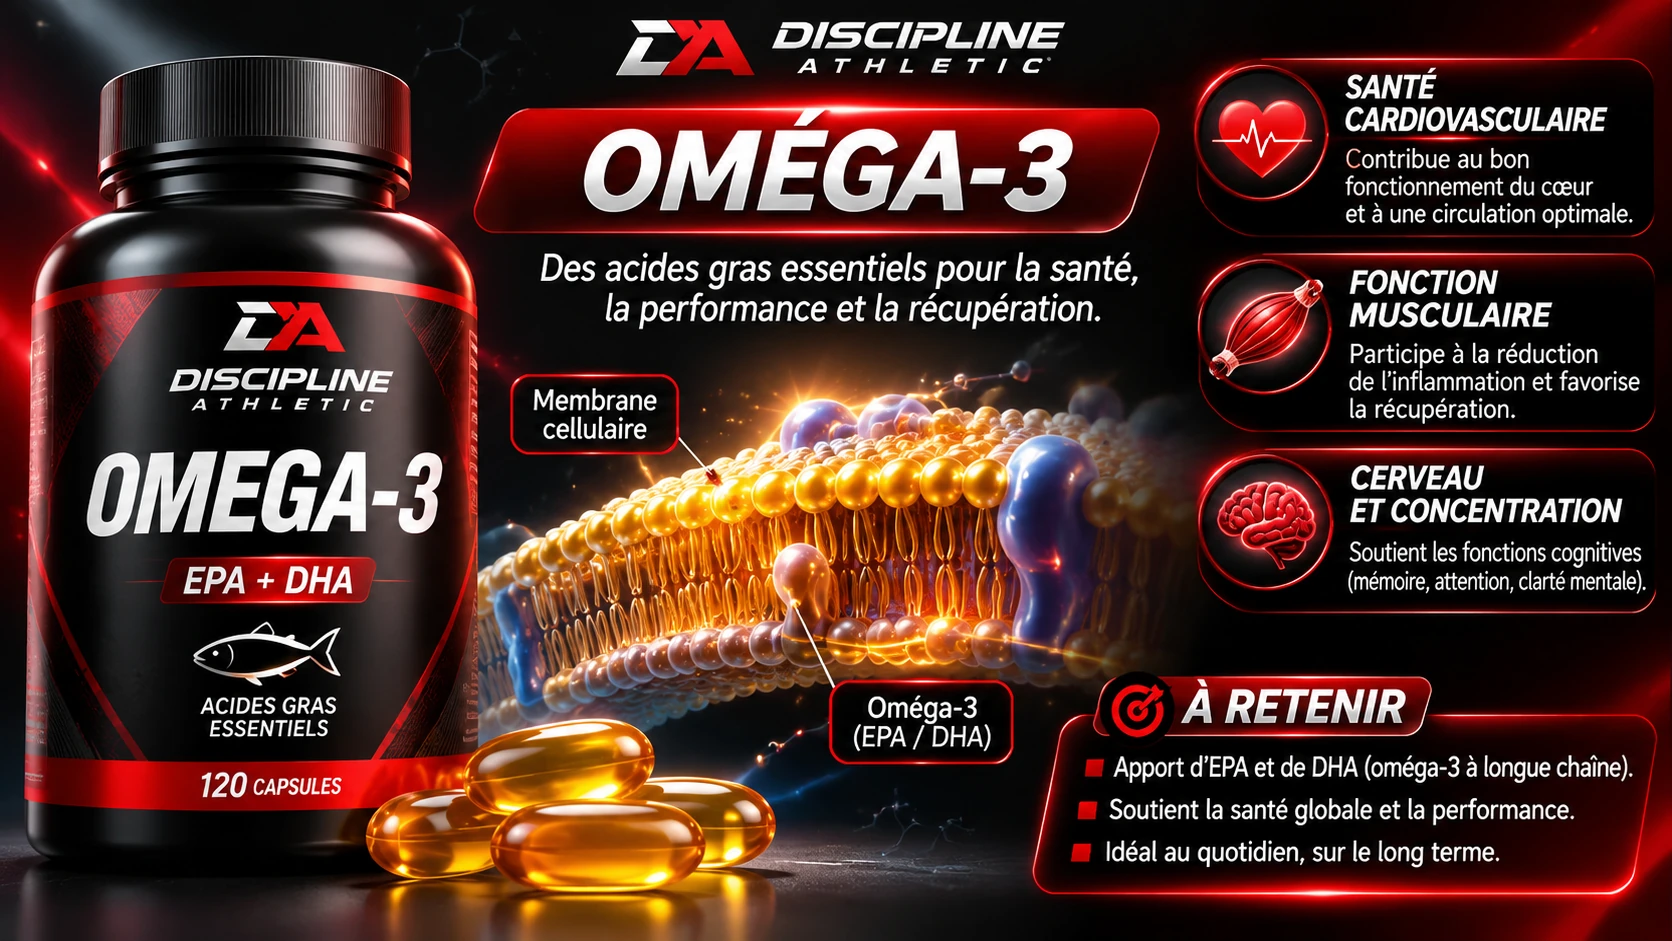 DISCIPLINE
ATHLETIC
OMÉGA-3
Des acides gras essentiels pour la santé,
la performance et la récupération.
DISCIPLINE
ATHLETIC
OMEGA-3
EPA + DHA
ACIDES GRAS
ESSENTIELS
120 CAPSULES
Membrane
cellulaire
Oméga-3
(EPA / DHA)
SANTÉ
CARDIOVASCULAIRE
Contribue au bon
fonctionnement du cœur
et à une circulation optimale.
FONCTION
MUSCULAIRE
Participe à la réduction
de l'inflammation et favorise
la récupération.
CERVEAU
ET CONCENTRATION
Soutient les fonctions cognitives
(mémoire, attention, clarté mentale).
À RETENIR
Apport d'EPA et de DHA (oméga-3 à longue chaîne).
Soutient la santé globale et la performance.
Idéal au quotidien, sur le long terme.